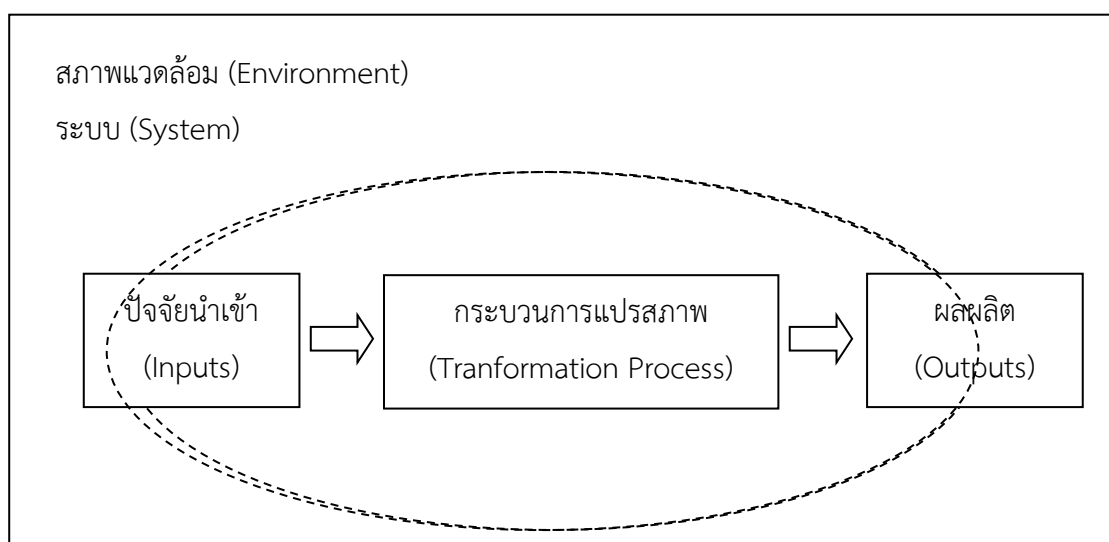 สภาพแวดล้อม (Environment)
ระบบ (System)
ปัจจัยนำเข้า
(Inputs)
กระบวนการแปรสภาพ
(Tranformation Process)
ผลผลิต
(Outputs)